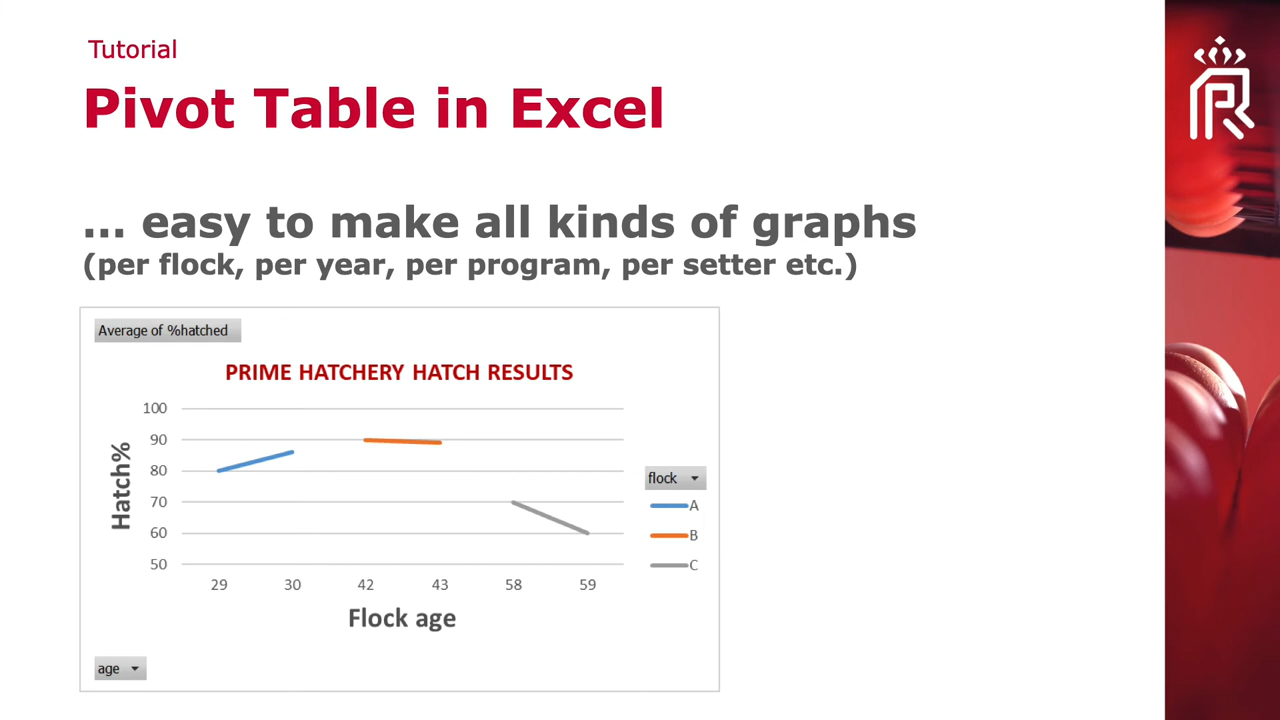 Tutorial
Pivot Table in Excel
... easy to make all kinds of graphs
(per flock, per year, per program, per setter etc.)
Average of %hatched
PRIME HATCHERY HATCH RESULTS
100
90
80
70
60
50
Hatch%
29 30 42 43 58 59
Flock age
flock
A
B
C
age